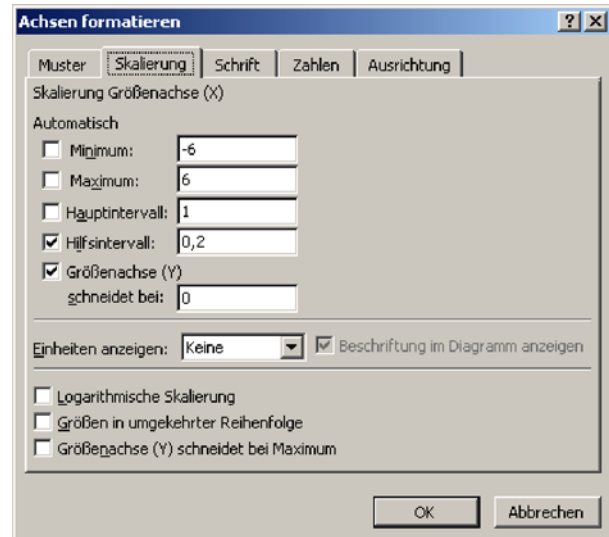 Achsen formatieren
Muster Skalierung Schrift Zahlen Ausrichtung
Skalierung Größenachse (X)
Automatisch
Minimum: -6
Maximum: 6
Hauptintervall: 1
Hilfsintervall: 0,2
Größenachse (Y)
schneidet bei: 0
Einheiten anzeigen: Keine Beschriftung im Diagramm anzeigen
Logarithmische Skalierung
Größen in umgekehrter Reihenfolge
Größenachse (Y) schneidet bei Maximum
OK Abbrechen